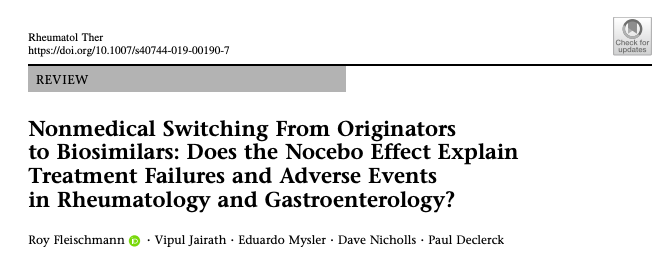 Rheumatol Ther
https://doi.org/10.1007/s40744-019-00190-7
Check for
updates
REVIEW
Nonmedical Switching From Originators
to Biosimilars: Does the Nocebo Effect Explain
Treatment Failures and Adverse Events
in Rheumatology and Gastroenterology?
Roy Fleischmann iD · Vipul Jairath · Eduardo Mysler · Dave Nicholls · Paul Declerck